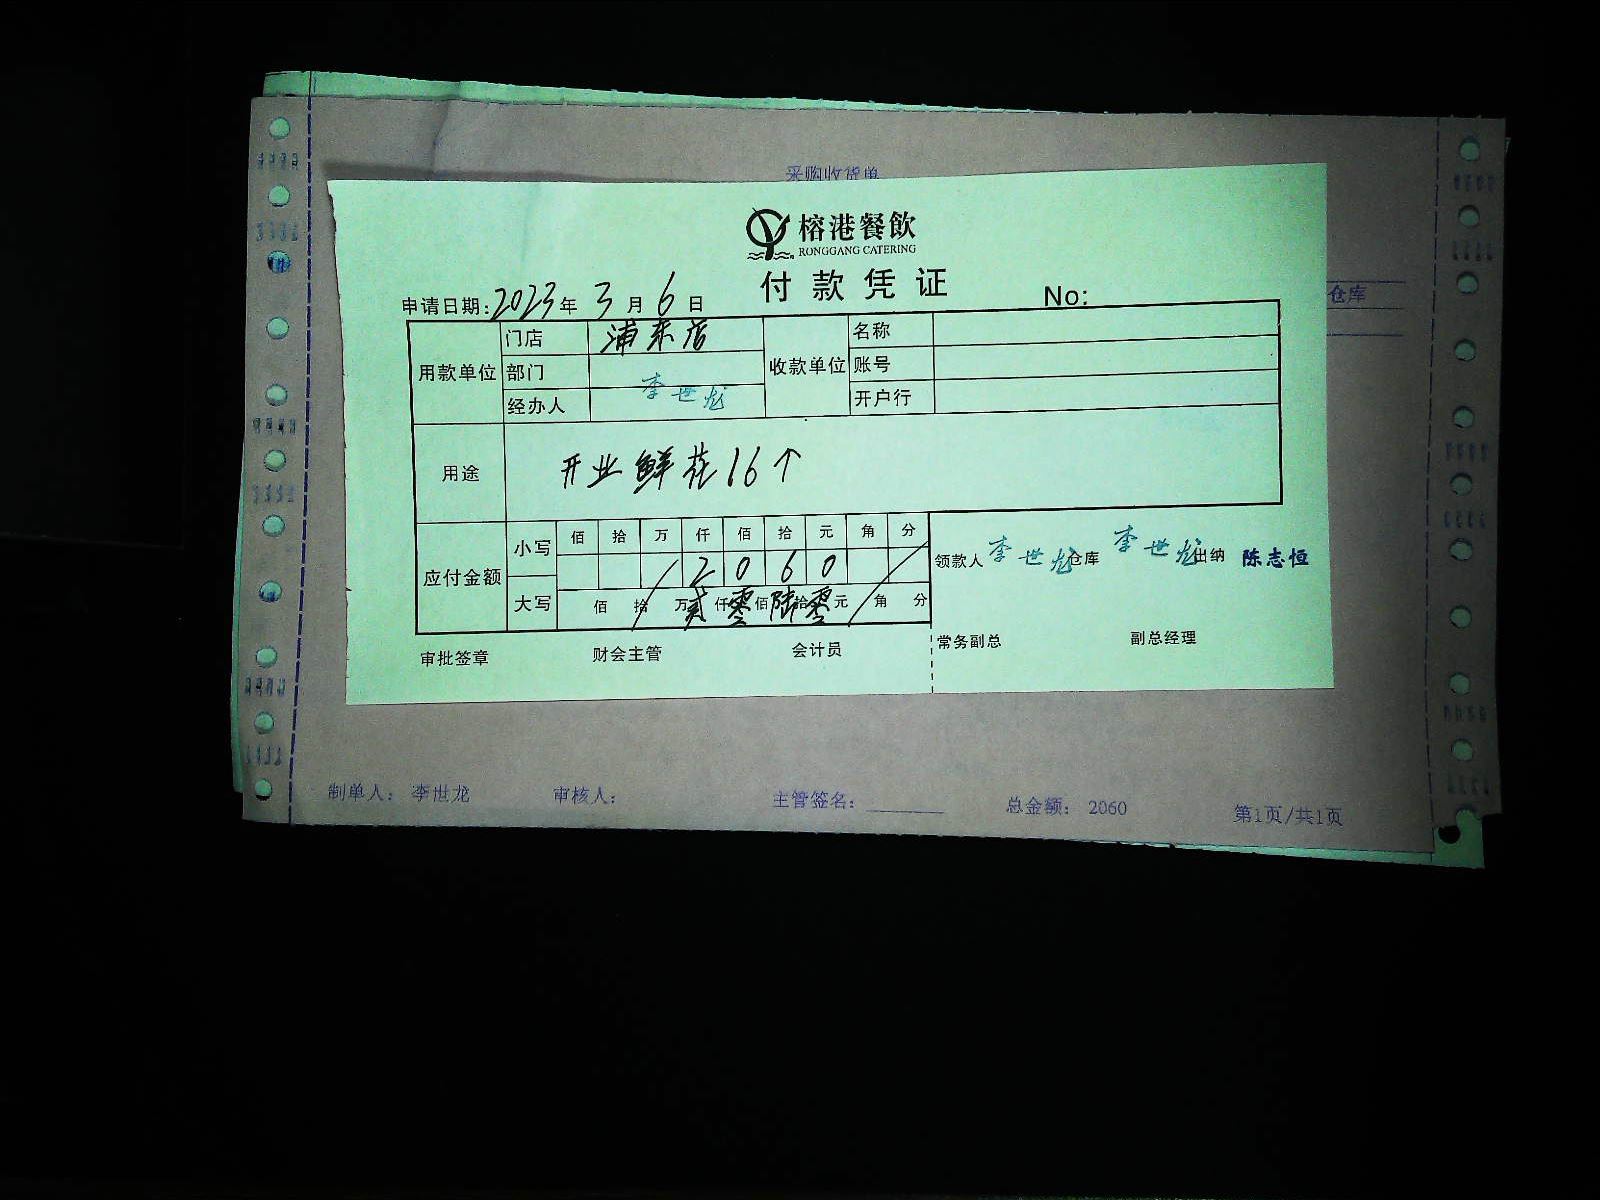 采购收货单
榕港餐飲
RONGGANG CATERING
付款凭证
申请日期: 2023 年 3 月 6 日 No:
用款单位 门店 浦东店 收款单位 名称
部门 账号
经办人 李世龙 开户行
用途 开业鲜花16个
应付金额 小写 佰 拾 万 仟 佰 拾 元 角 分
2 0 6 0
大写 佰 拾 万 贰 仟 零 佰 陆 拾 零 元 角 分
领款人 李世龙 仓库 李世龙 出纳 陈志恒
审批签章 财会主管 会计员 常务副总 副总经理
仓库
制单人: 李世龙 审核人: 主管签名: 总金额: 2060 第1页/共1页